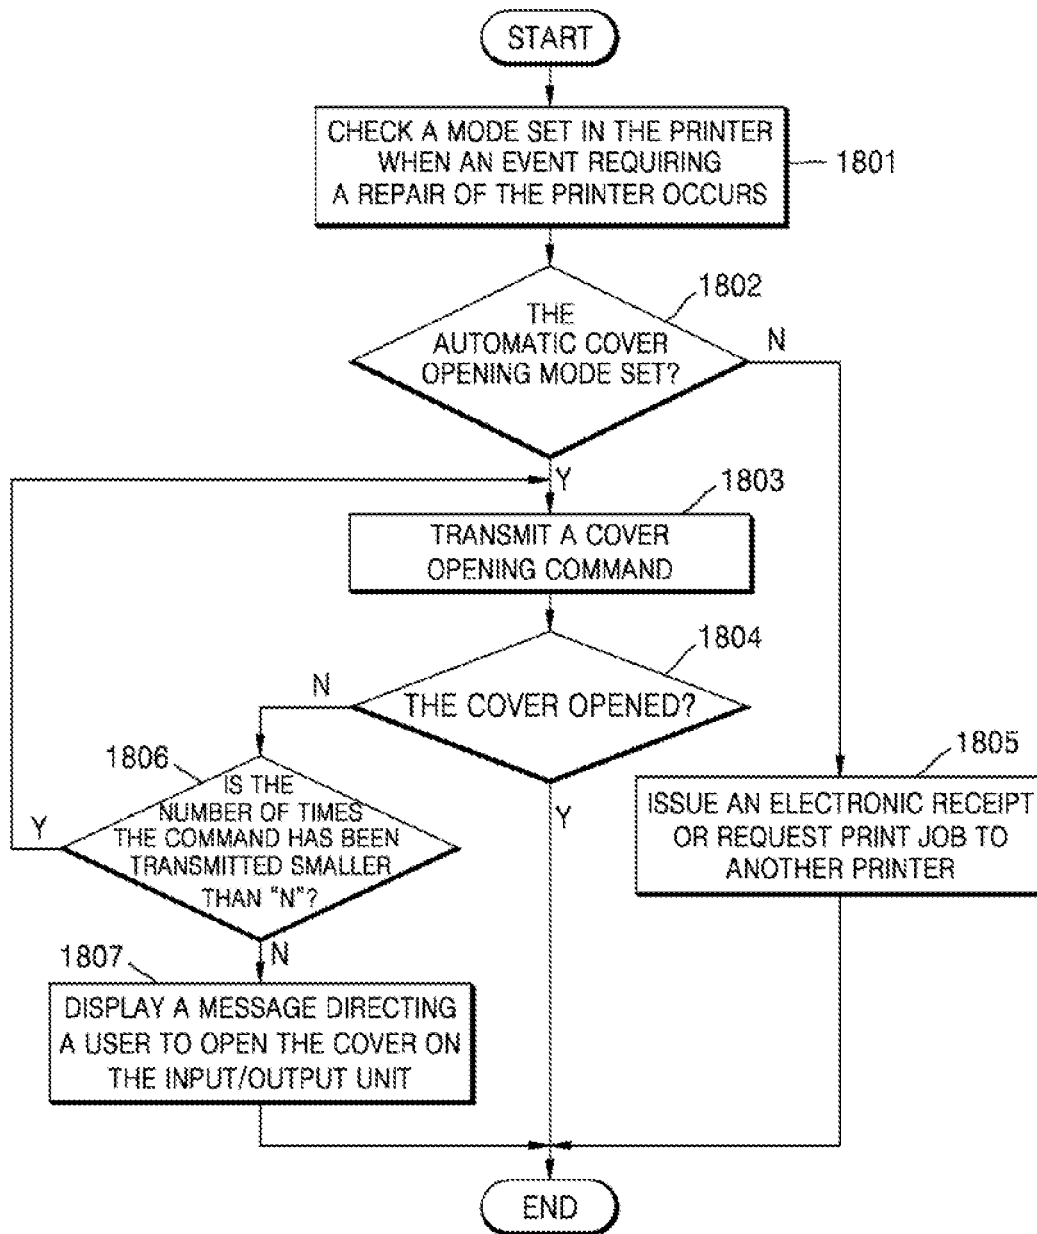 START
CHECK A MODE SET IN THE PRINTER
WHEN AN EVENT REQUIRING
A REPAIR OF THE PRINTER OCCURS
1801
1802
THE
AUTOMATIC COVER
OPENING MODE SET?
N
Y
1803
TRANSMIT A COVER
OPENING COMMAND
1804
THE COVER OPENED?
N
Y
1806
IS THE
NUMBER OF TIMES
THE COMMAND HAS BEEN
TRANSMITTED SMALLER
THAN "N"?
Y
N
1805
ISSUE AN ELECTRONIC RECEIPT
OR REQUEST PRINT JOB TO
ANOTHER PRINTER
1807
DISPLAY A MESSAGE DIRECTING
A USER TO OPEN THE COVER ON
THE INPUT/OUTPUT UNIT
END